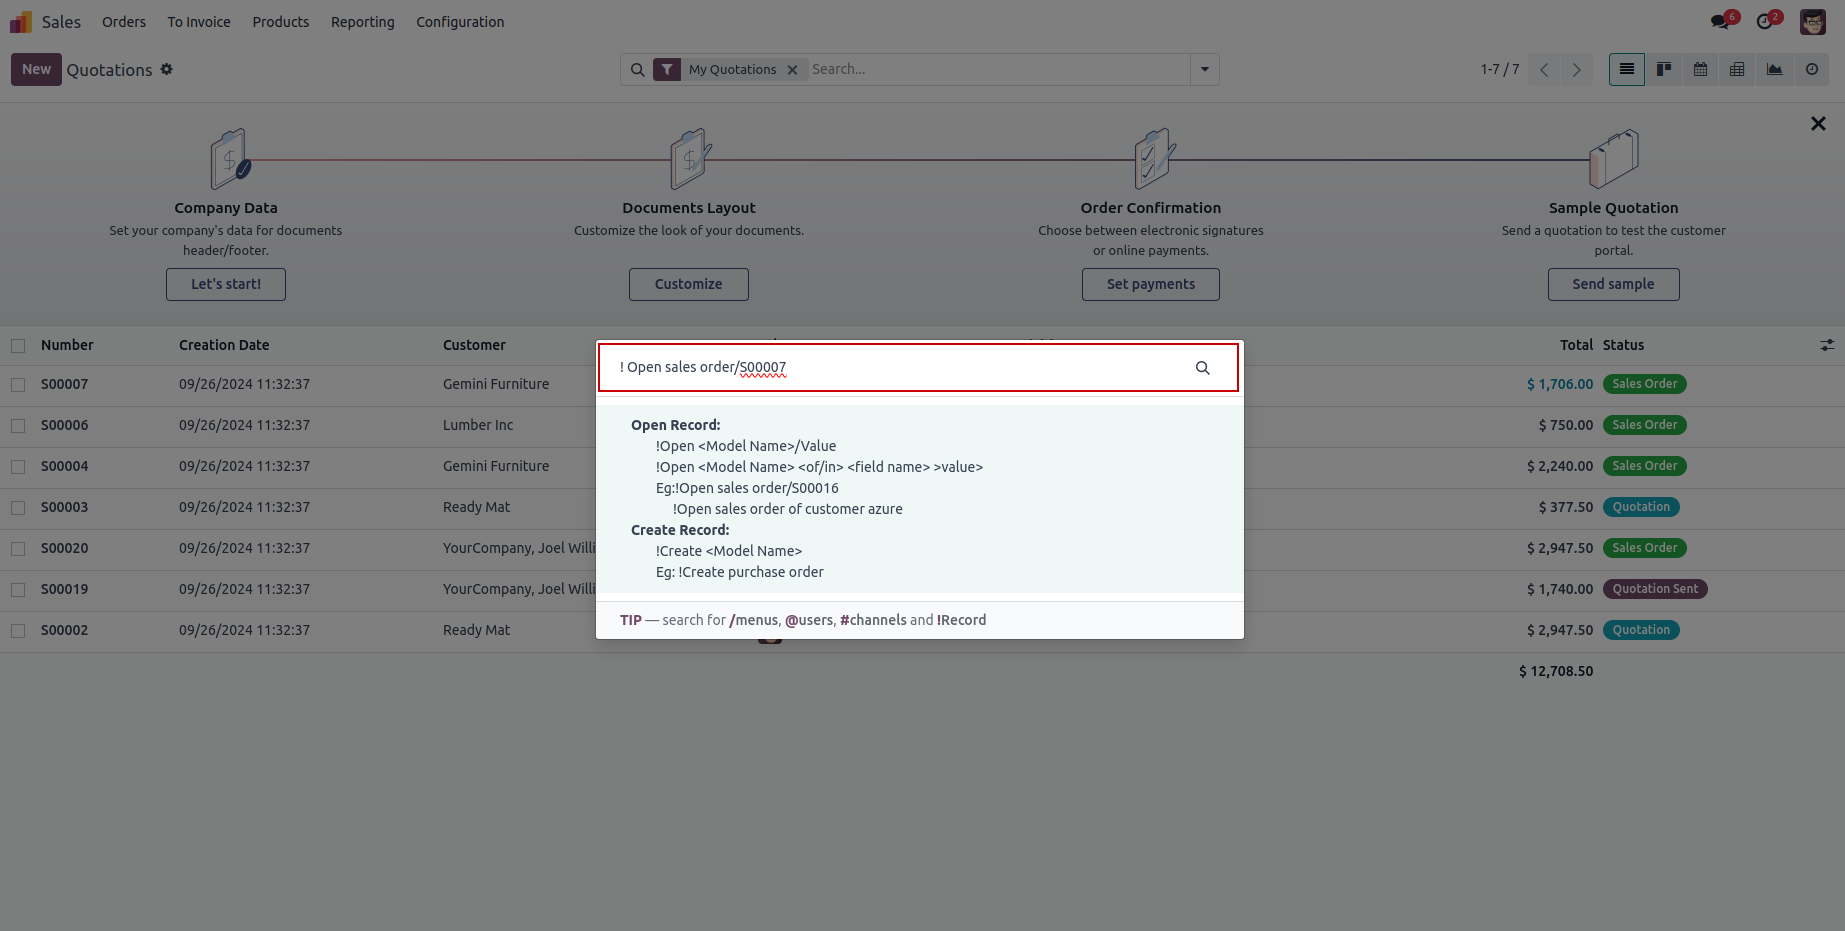 Sales Orders To Invoice Products Reporting Configuration 6 2
New Quotations My Quotations Search... 1-7 / 7
Company Data Documents Layout Order Confirmation Sample Quotation
Set your company's data for documents Customize the look of your documents. Choose between electronic signatures Send a quotation to test the customer
header/footer. or online payments. portal.
Let's start! Customize Set payments Send sample
Number Creation Date Customer Total Status
S00007 09/26/2024 11:32:37 Gemini Furniture $ 1,706.00 Sales Order
S00006 09/26/2024 11:32:37 Lumber Inc $ 750.00 Sales Order
S00004 09/26/2024 11:32:37 Gemini Furniture $ 2,240.00 Sales Order
S00003 09/26/2024 11:32:37 Ready Mat $ 377.50 Quotation
S00020 09/26/2024 11:32:37 YourCompany, Joel Willi $ 2,947.50 Sales Order
S00019 09/26/2024 11:32:37 YourCompany, Joel Willi $ 1,740.00 Quotation Sent
S00002 09/26/2024 11:32:37 Ready Mat $ 2,947.50 Quotation
$ 12,708.50
! Open sales order/S00007
Open Record:
!Open <Model Name>/Value
!Open <Model Name> <of/in> <field name> >value>
Eg:!Open sales order/S00016
!Open sales order of customer azure
Create Record:
!Create <Model Name>
Eg: !Create purchase order
TIP — search for /menus, @users, #channels and !Record